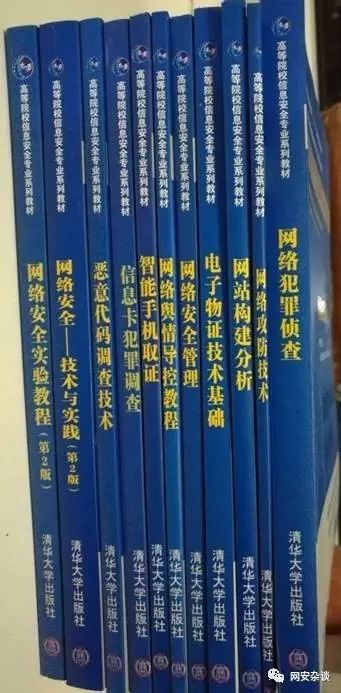 高等院校信息安全专业系列教材
网络安全实验教程(第2版)
清华大学出版社
高等院校信息安全专业系列教材
网络安全——技术与实践(第2版)
清华大学出版社
高等院校信息安全专业系列教材
恶意代码调查技术
清华大学出版社
高等院校信息安全专业系列教材
信息卡犯罪调查
清华大学出版社
高等院校信息安全专业系列教材
智能手机取证
清华大学出版社
高等院校信息安全专业系列教材
网络舆情导控教程
清华大学出版社
高等院校信息安全专业系列教材
网络安全管理
清华大学出版社
高等院校信息安全专业系列教材
电子物证技术基础
清华大学出版社
高等院校信息安全专业系列教材
网站构建分析
清华大学出版社
高等院校信息安全专业系列教材
网络攻防技术
清华大学出版社
高等院校信息安全专业系列教材
网络犯罪侦查
清华大学出版社
网安杂谈